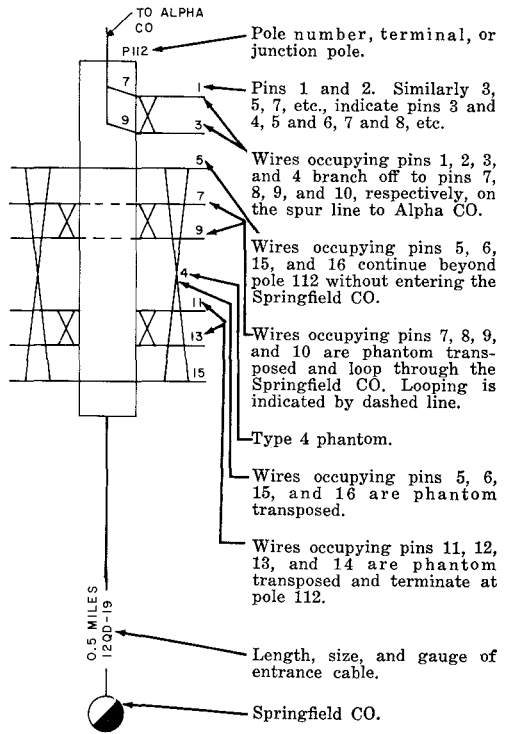 TO ALPHA
CO
P112
7
9
1
3
5
7
9
4
11
13
15
0.5 MILES
12QD-19
Pole number, terminal, or
junction pole.
Pins 1 and 2. Similarly 3,
5, 7, etc., indicate pins 3 and
4, 5 and 6, 7 and 8, etc.
Wires occupying pins 1, 2, 3,
and 4 branch off to pins 7,
8, 9, and 10, respectively, on
the spur line to Alpha CO.
Wires occupying pins 5, 6,
15, and 16 continue beyond
pole 112 without entering the
Springfield CO.
Wires occupying pins 7, 8, 9,
and 10 are phantom trans-
posed and loop through the
Springfield CO. Looping is
indicated by dashed line.
Type 4 phantom.
Wires occupying pins 5, 6,
15, and 16 are phantom
transposed.
Wires occupying pins 11, 12,
13, and 14 are phantom
transposed and terminate at
pole 112.
Length, size, and gauge of
entrance cable.
Springfield CO.